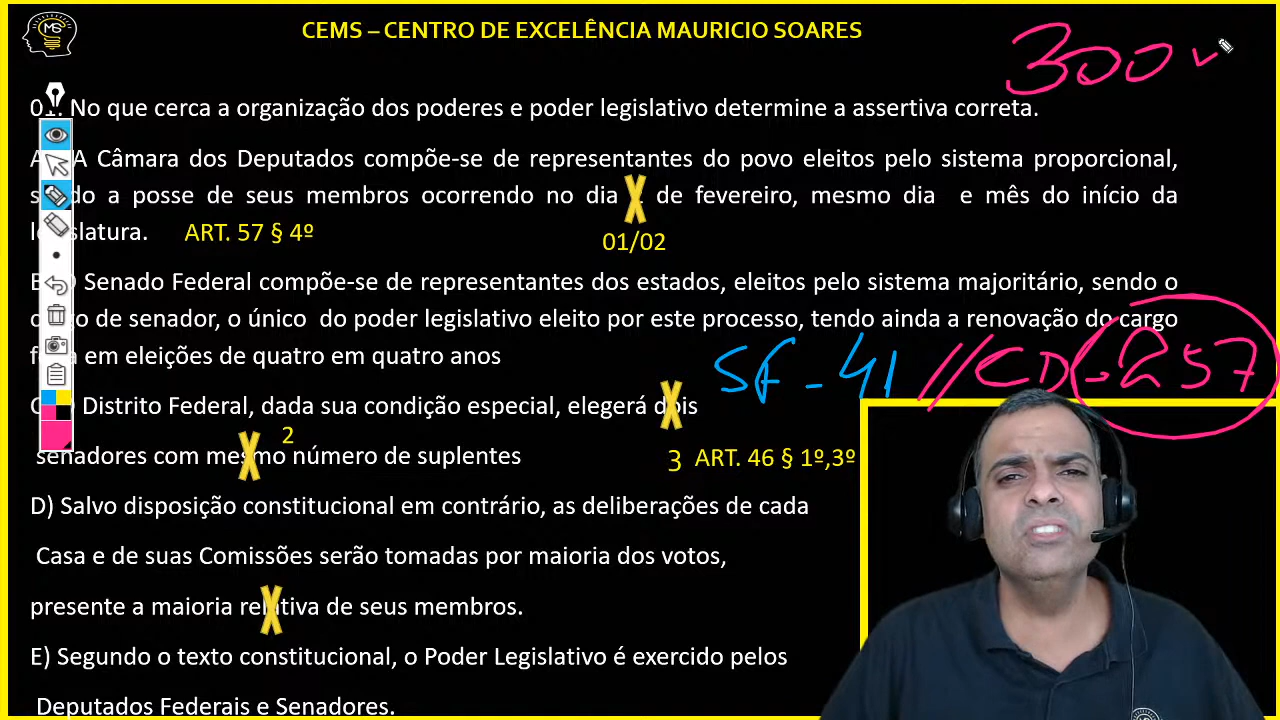 CEMS – CENTRO DE EXCELÊNCIA MAURICIO SOARES
MS
300
01. No que cerca a organização dos poderes e poder legislativo determine a assertiva correta.
A Câmara dos Deputados compõe-se de representantes do povo eleitos pelo sistema proporcional,
a posse de seus membros ocorrendo no dia X de fevereiro, mesmo dia e mês do início da
legislatura. ART. 57 § 4º
01/02
Senado Federal compõe-se de representantes dos estados, eleitos pelo sistema majoritário, sendo o
de senador, o único do poder legislativo eleito por este processo, tendo ainda a renovação do cargo
em eleições de quatro em quatro anos
SF - 41 // CD - 257
Distrito Federal, dada sua condição especial, elegerá dois
2
senadores com mesmo número de suplentes
3 ART. 46 § 1º,3º
D) Salvo disposição constitucional em contrário, as deliberações de cada
Casa e de suas Comissões serão tomadas por maioria dos votos,
presente a maioria relativa de seus membros.
E) Segundo o texto constitucional, o Poder Legislativo é exercido pelos
Deputados Federais e Senadores.